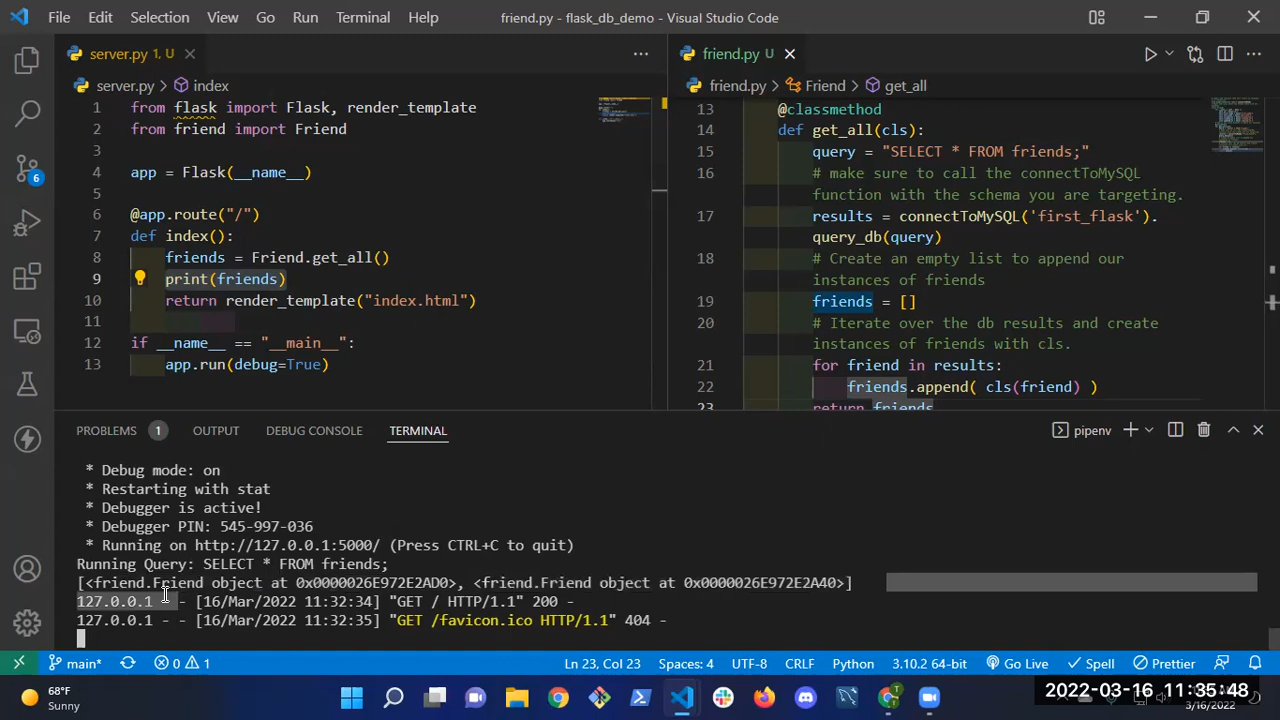 File Edit Selection View Go Run Terminal Help friend.py - flask_db_demo - Visual Studio Code
server.py 1, U
server.py > index
1 from flask import Flask, render_template
2 from friend import Friend
3
4 app = Flask(__name__)
5
6 @app.route("/")
7 def index():
8 friends = Friend.get_all()
9 print(friends)
10 return render_template("index.html")
11
12 if __name__ == "__main__":
13 app.run(debug=True)
friend.py U
friend.py > Friend > get_all
13 @classmethod
14 def get_all(cls):
15 query = "SELECT * FROM friends;"
16 # make sure to call the connectToMySQL
function with the schema you are targeting.
17 results = connectToMySQL('first_flask').
query_db(query)
18 # Create an empty list to append our
instances of friends
19 friends = []
20 # Iterate over the db results and create
instances of friends with cls.
21 for friend in results:
22 friends.append( cls(friend) )
23 return friends
6
PROBLEMS 1 OUTPUT DEBUG CONSOLE TERMINAL pipenv
* Debug mode: on
* Restarting with stat
* Debugger is active!
* Debugger PIN: 545-997-036
* Running on http://127.0.0.1:5000/ (Press CTRL+C to quit)
Running Query: SELECT * FROM friends;
[<friend.Friend object at 0x0000026E972E2AD0>, <friend.Friend object at 0x0000026E972E2A40>]
127.0.0.1 - - [16/Mar/2022 11:32:34] "GET / HTTP/1.1" 200 -
127.0.0.1 - - [16/Mar/2022 11:32:35] "GET /favicon.ico HTTP/1.1" 404 -
main* 0 1 Ln 23, Col 23 Spaces: 4 UTF-8 CRLF Python 3.10.2 64-bit Go Live Spell Prettier
68°F
Sunny
2022-03-16 11:35:48
3/16/2022